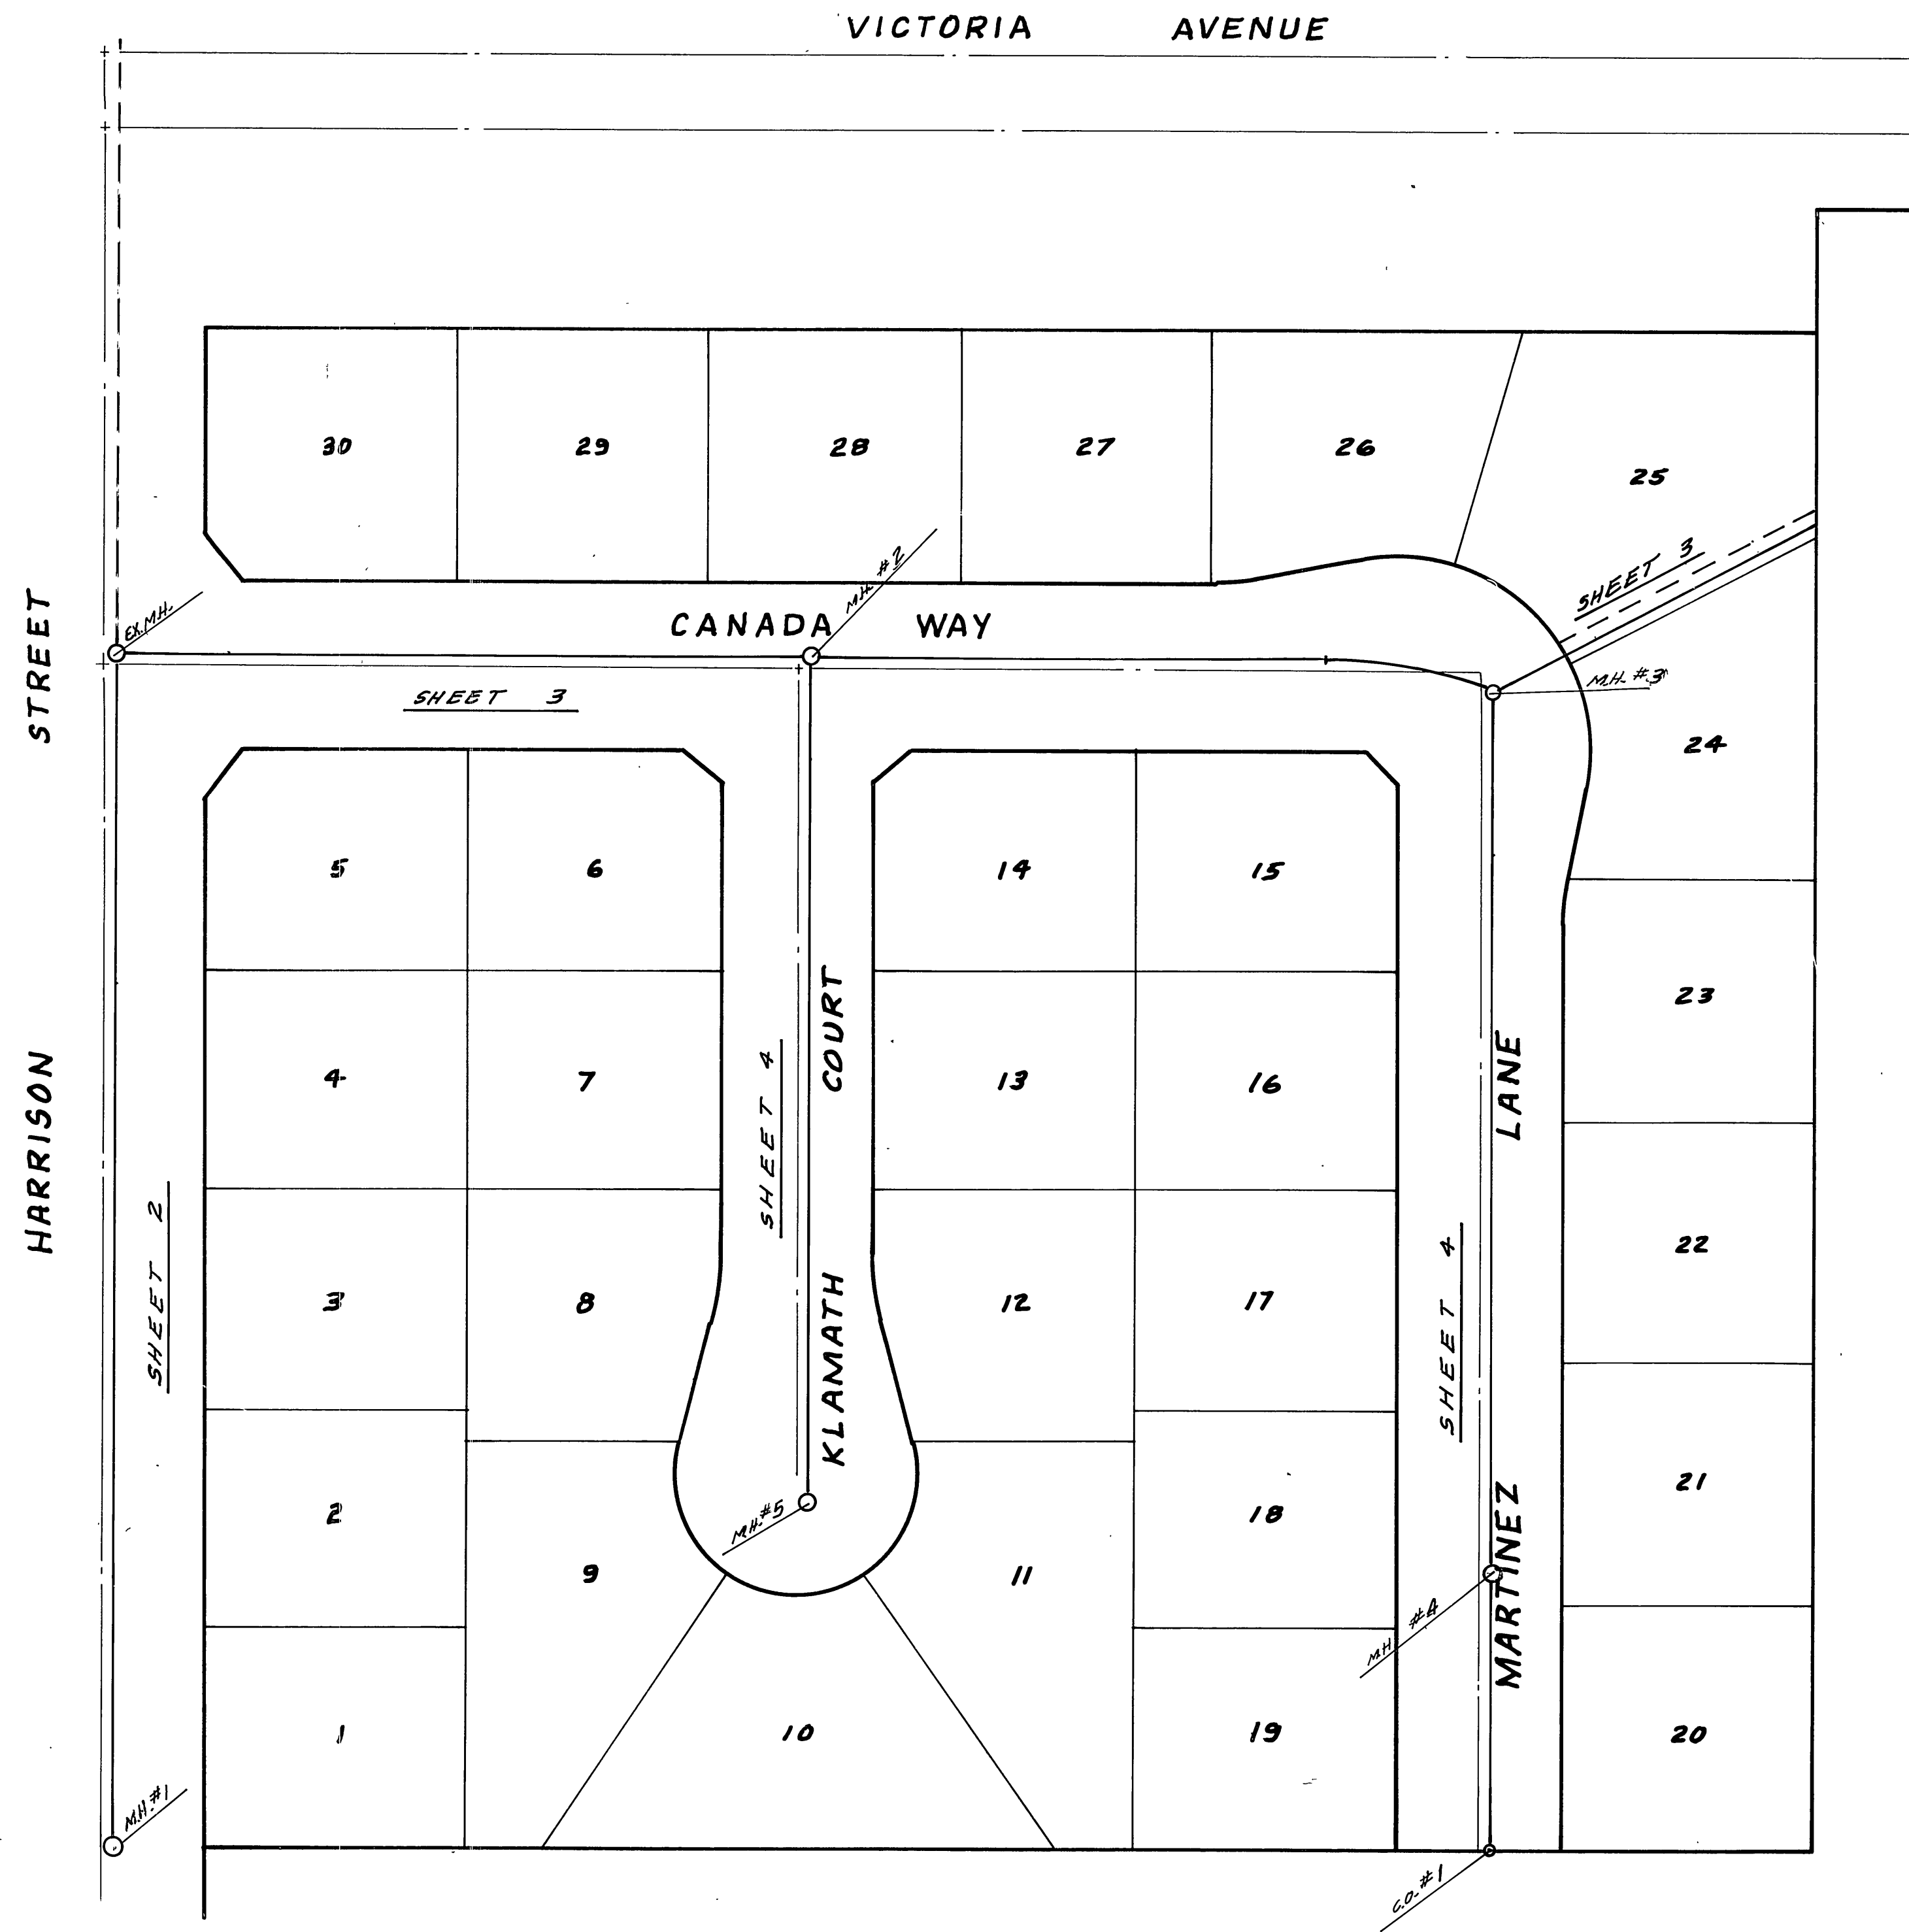 VICTORIA AVENUE
30
29
28
27
26
25
SHEET 3
EX. M.H.
M.H. #2
CANADA WAY
M.H. #3
SHEET 3
24
HARRISON STREET
5
6
14
15
23
4
7
13
16
SHEET 4
KLAMATH COURT
MARTINEZ LANE
22
SHEET 2
3
8
12
17
SHEET 4
21
2
9
M.H. #5
11
18
M.H. #4
1
10
19
20
M.H. #1
C.O. #1